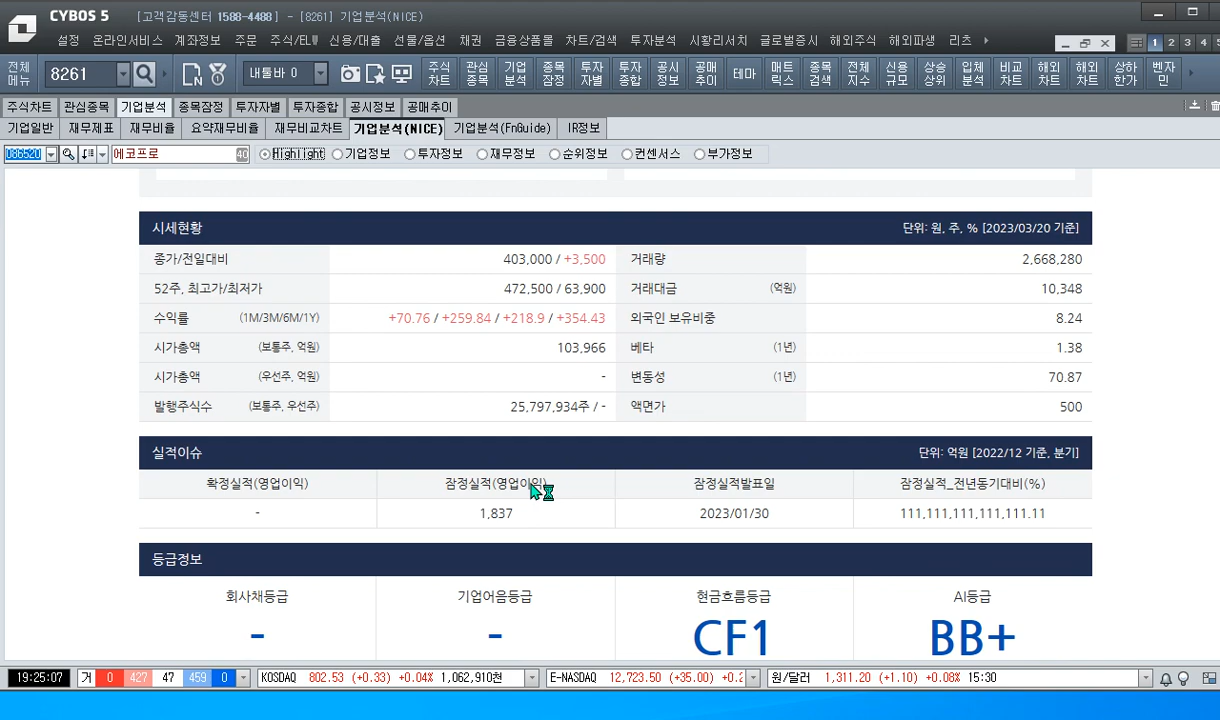 CYBOS 5 [고객감동센터 1588-4488] - [8261] 기업분석(NICE)
설정 온라인서비스 계좌정보 주문 주식/ELW 신용/대출 선물/옵션 채권 금융상품몰 차트/검색 투자분석 시황리서치 글로벌증시 해외주식 해외파생 리츠
1 2 3 4
전체메뉴 8261 내툴바 0 주식차트 관심종목 기업분석 종목잠정 투자자별 투자종합 공시정보 공매추이 테마 매트릭스 종목검색 전체지수 신용규모 상승상위 입체분석 비교차트 해외차트 해외차트 상하한가 벤자민
주식차트 관심종목 기업분석 종목잠정 투자자별 투자종합 공시정보 공매추이
기업일반 재무제표 재무비율 요약재무비율 재무비교차트 기업분석(NICE) 기업분석(FnGuide) IR정보
086520 에코프로 40 Highlight 기업정보 투자정보 재무정보 순위정보 컨센서스 부가정보
시세현황 단위: 원, 주, % [2023/03/20 기준]
종가/전일대비 403,000 / +3,500 거래량 2,668,280
52주, 최고가/최저가 472,500 / 63,900 거래대금 (억원) 10,348
수익률 (1M/3M/6M/1Y) +70.76 / +259.84 / +218.9 / +354.43 외국인 보유비중 8.24
시가총액 (보통주, 억원) 103,966 베타 (1년) 1.38
시가총액 (우선주, 억원) - 변동성 (1년) 70.87
발행주식수 (보통주, 우선주) 25,797,934주 / - 액면가 500
실적이슈 단위: 억원 [2022/12 기준, 분기]
확정실적(영업이익) 잠정실적(영업이익) 잠정실적발표일 잠정실적_전년동기대비(%)
- 1,837 2023/01/30 111,111,111,111,111.11
등급정보
회사채등급 기업어음등급 현금흐름등급 AI등급
- - CF1 BB+
19:25:07 거 0 427 47 459 0 KOSDAQ 802.53 (+0.33) +0.04% 1,062,910천 E-NASDAQ 12,723.50 (+35.00) +0.2 원/달러 1,311.20 (+1.10) +0.08% 15:30